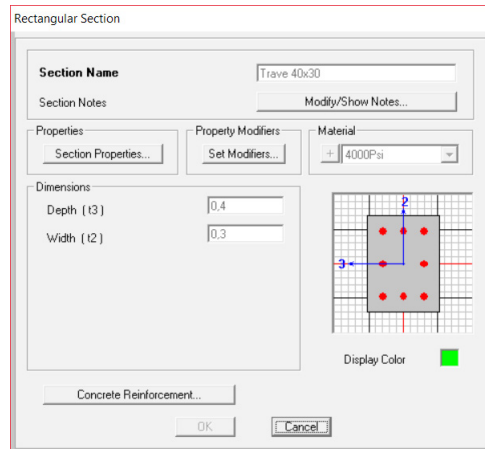 Rectangular Section
Section Name
Trave 40x30
Section Notes
Modify/Show Notes...
Properties
Property Modifiers
Material
Section Properties...
Set Modifiers...
+
4000Psi
Dimensions
Depth ( t3 )
0,4
Width ( t2 )
0,3
2
3
Display Color
Concrete Reinforcement...
OK
Cancel